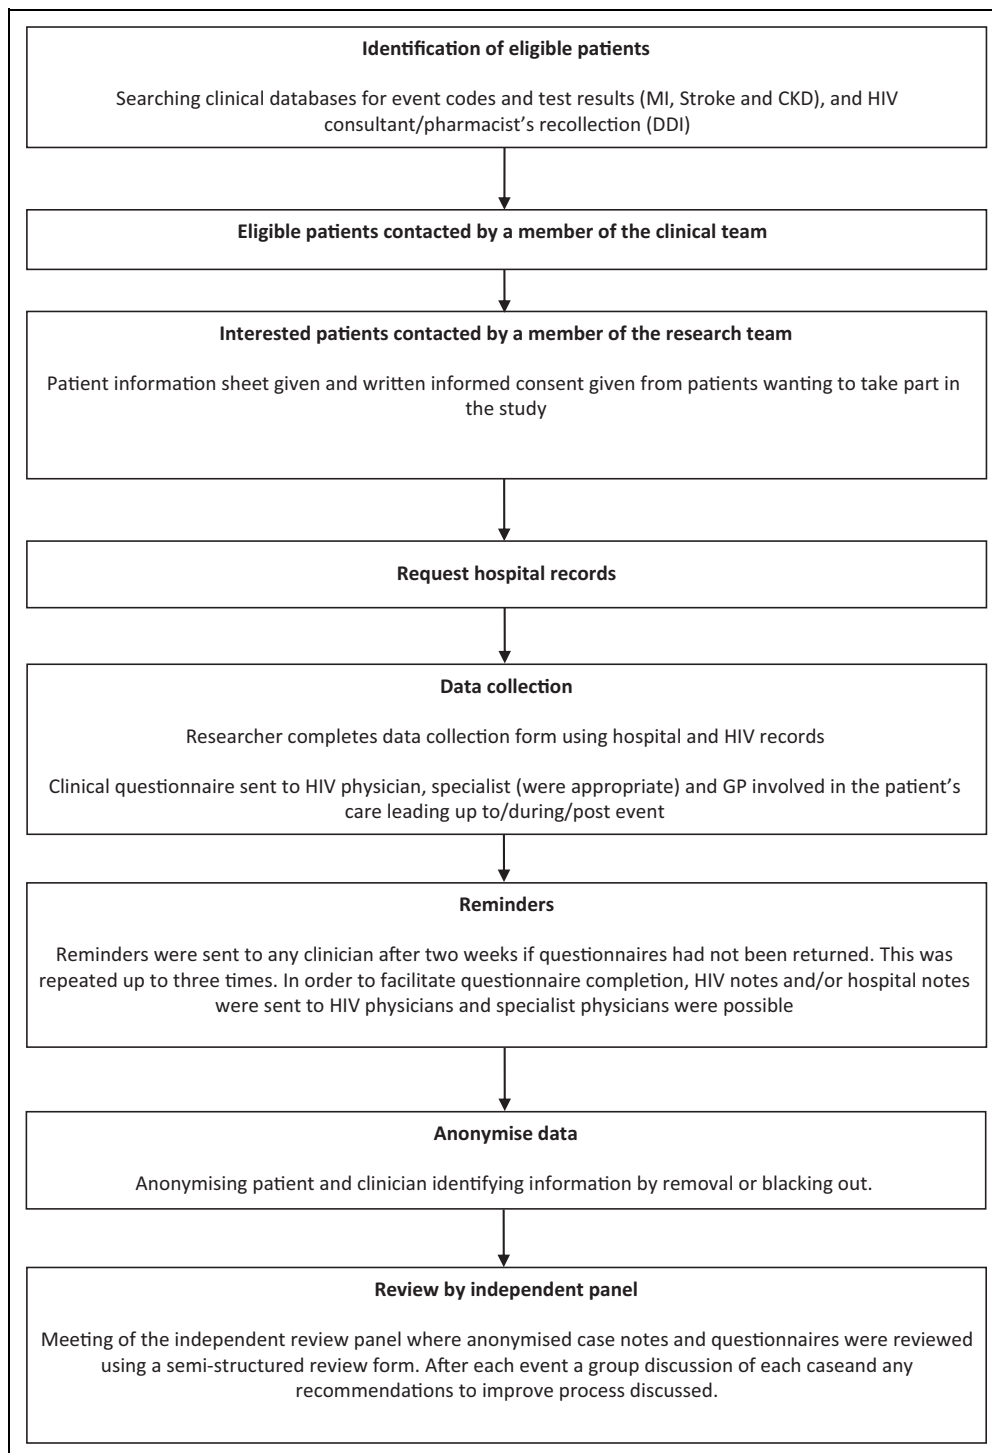 Identification of eligible patients
Searching clinical databases for event codes and test results (MI, Stroke and CKD), and HIV
consultant/pharmacist’s recollection (DDI)
Eligible patients contacted by a member of the clinical team
Interested patients contacted by a member of the research team
Patient information sheet given and written informed consent given from patients wanting to take part in
the study
Request hospital records
Data collection
Researcher completes data collection form using hospital and HIV records
Clinical questionnaire sent to HIV physician, specialist (were appropriate) and GP involved in the patient’s
care leading up to/during/post event
Reminders
Reminders were sent to any clinician after two weeks if questionnaires had not been returned. This was
repeated up to three times. In order to facilitate questionnaire completion, HIV notes and/or hospital notes
were sent to HIV physicians and specialist physicians were possible
Anonymise data
Anonymising patient and clinician identifying information by removal or blacking out.
Review by independent panel
Meeting of the independent review panel where anonymised case notes and questionnaires were reviewed
using a semi-structured review form. After each event a group discussion of each caseand any
recommendations to improve process discussed.